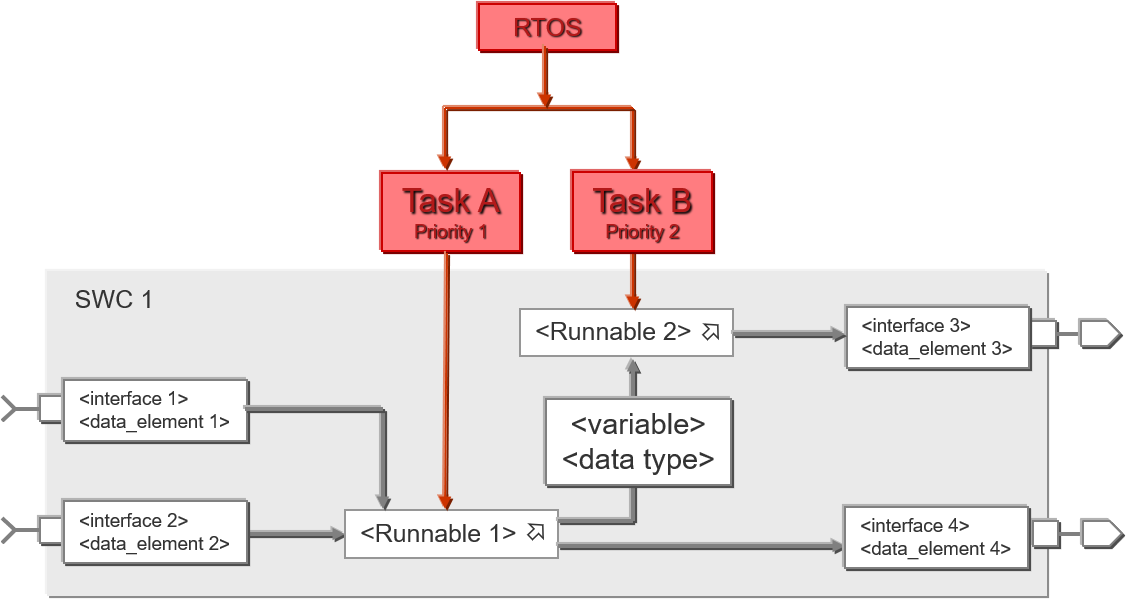 RTOS
Task A
Priority 1
Task B
Priority 2
SWC 1
<Runnable 2>
<interface 3>
<data_element 3>
<interface 1>
<data_element 1>
<variable>
<data type>
<interface 2>
<data_element 2>
<Runnable 1>
<interface 4>
<data_element 4>